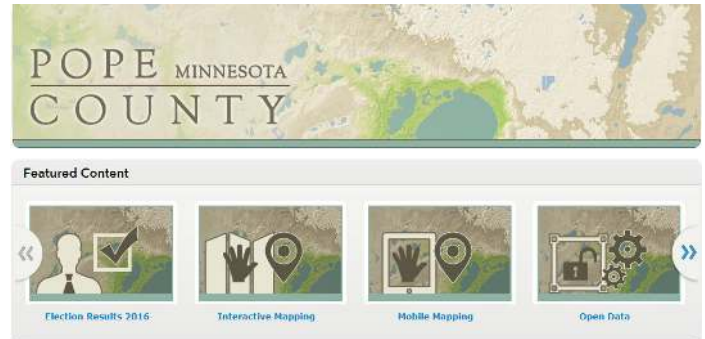 POPE MINNESOTA
COUNTY
Featured Content
Election Results 2016
Interactive Mapping
Mobile Mapping
Open Data